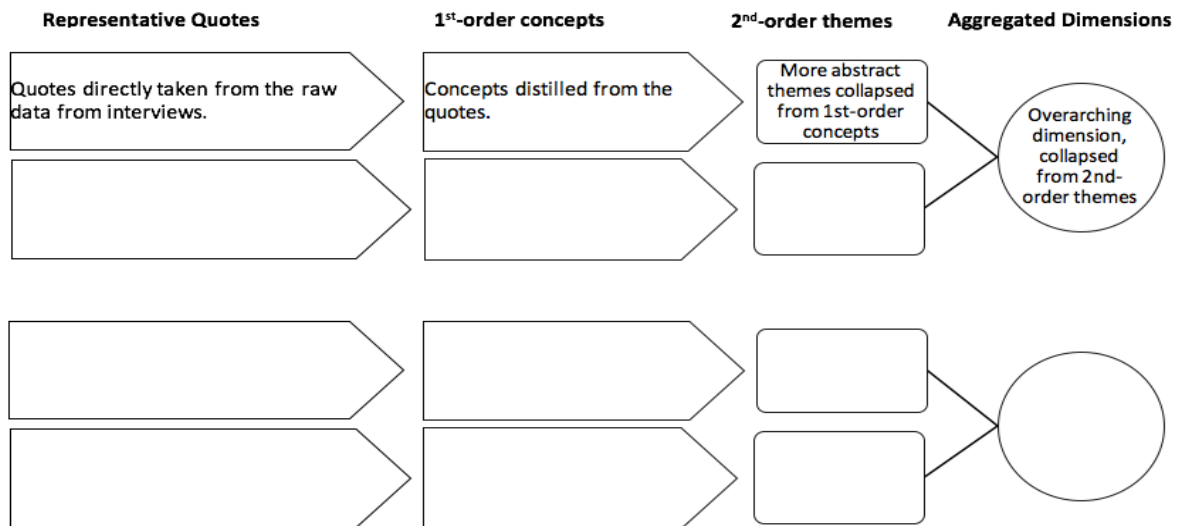 Representative Quotes
1st-order concepts
2nd-order themes
Aggregated Dimensions
Quotes directly taken from the raw
data from interviews.
Concepts distilled from the
quotes.
More abstract
themes collapsed
from 1st-order
concepts
Overarching
dimension,
collapsed
from 2nd-
order themes